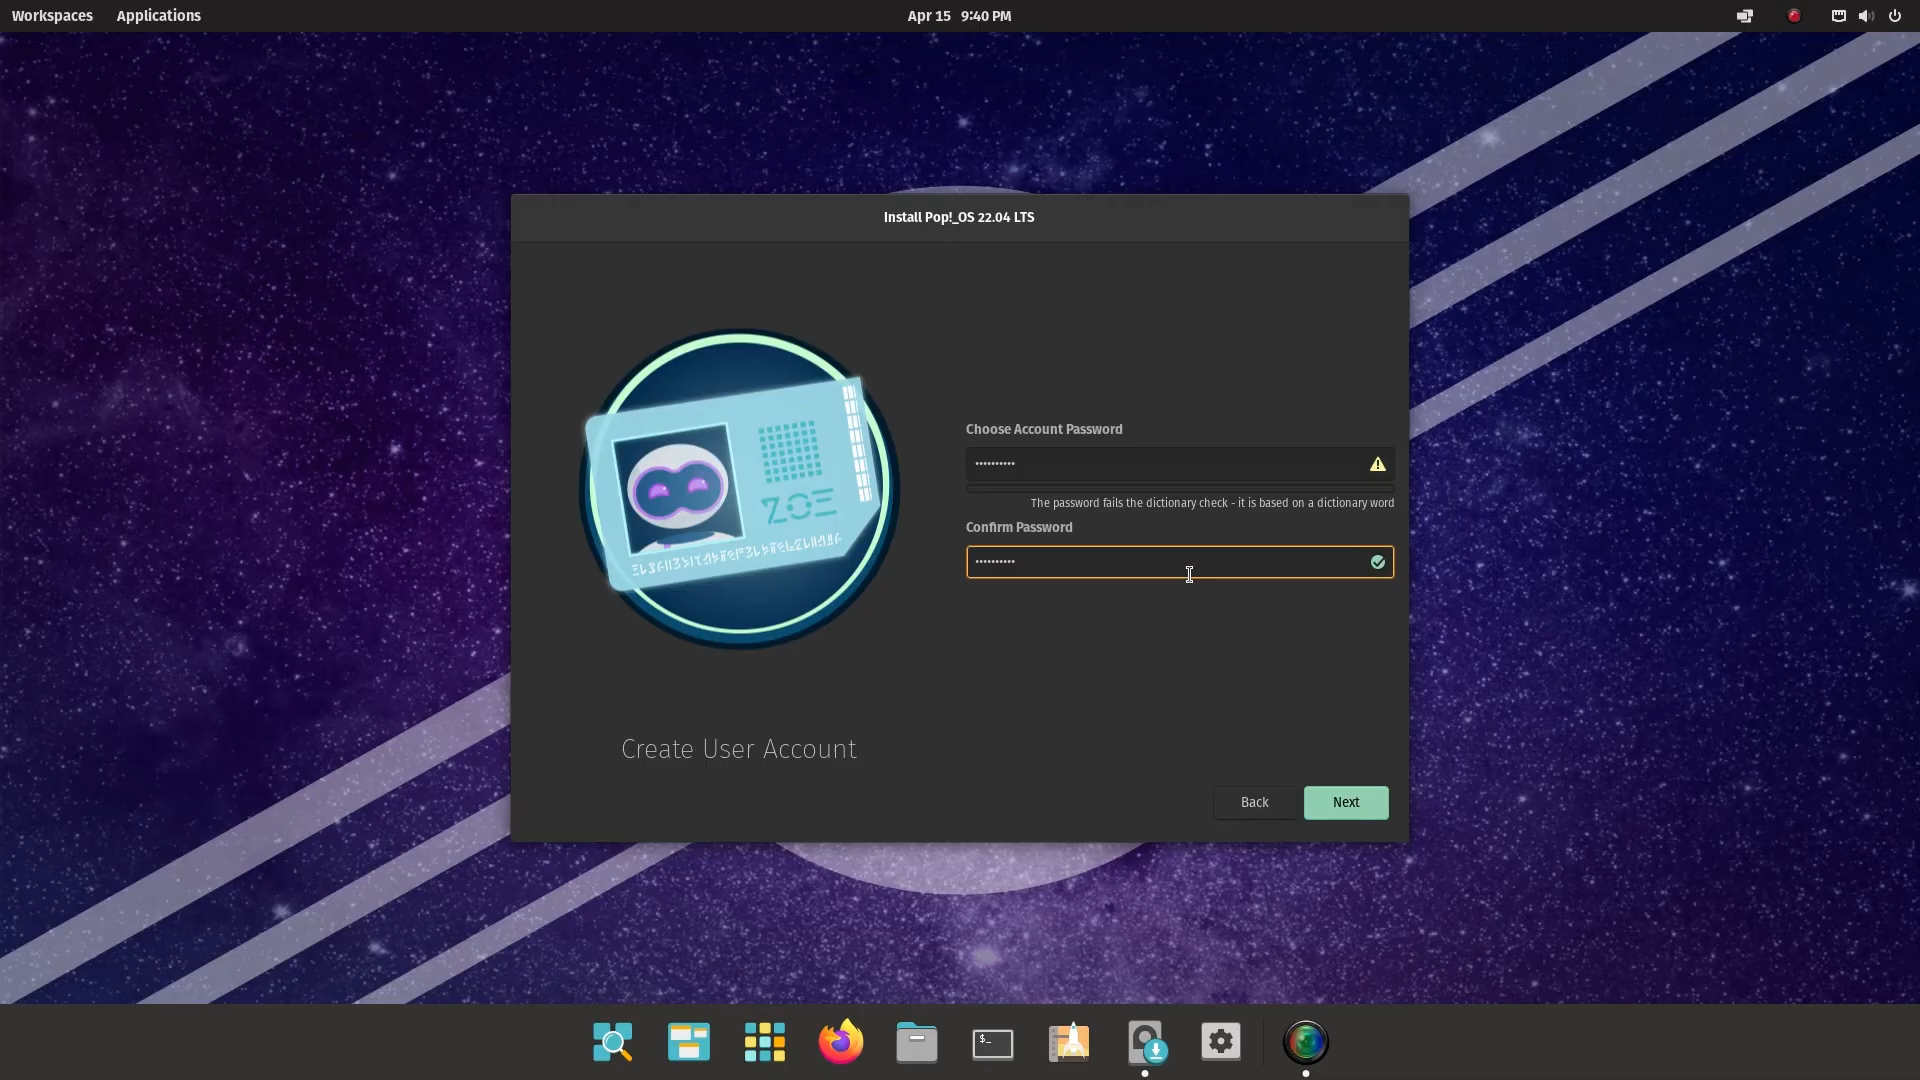 Workspaces Applications Apr 15 9:40 PM
Install Pop!_OS 22.04 LTS
ZOE
Choose Account Password
••••••••••
The password fails the dictionary check - it is based on a dictionary word
Confirm Password
••••••••••
Create User Account
Back Next
$_